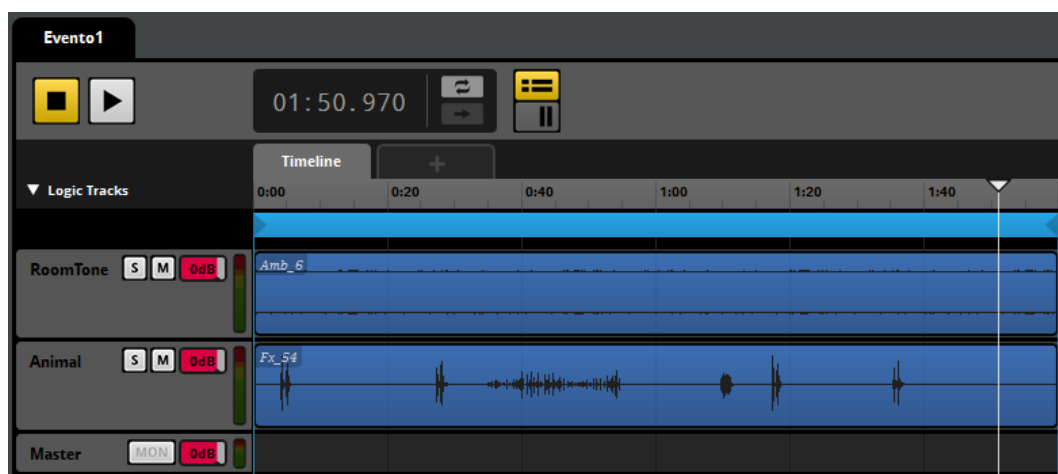 Evento1
01:50.970
Timeline +
Logic Tracks 0:00 0:20 0:40 1:00 1:20 1:40
RoomTone S M 0dB Amb_6
Animal S M 0dB Fx_54
Master MON 0dB